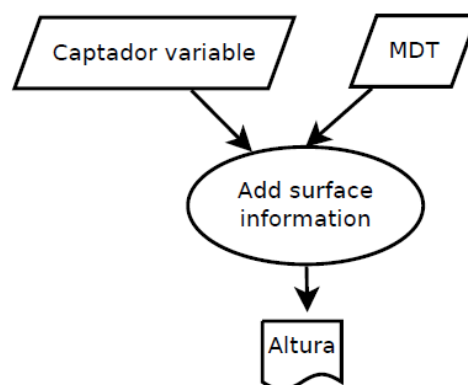 Captador variable
MDT
Add surface
information
Altura